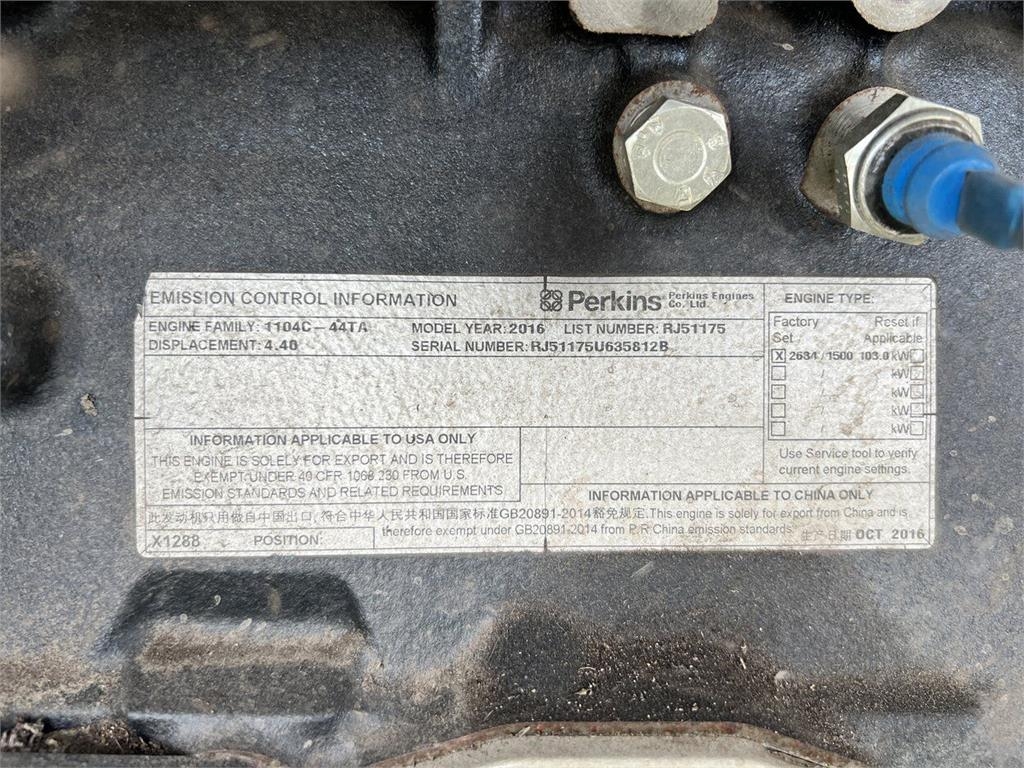 EMISSION CONTROL INFORMATION
Perkins Perkins Engines Co. Ltd.
ENGINE TYPE:
ENGINE FAMILY: 1104C-44TA MODEL YEAR: 2016 LIST NUMBER: RJ51175
DISPLACEMENT: 4.40 SERIAL NUMBER: RJ51175U635812B
Factory Set Reset if Applicable
X 2684 / 1500 103.0 kW
/ kW
/ kW
/ kW
/ kW
Use Service tool to verify
current engine settings.
INFORMATION APPLICABLE TO USA ONLY
THIS ENGINE IS SOLELY FOR EXPORT AND IS THEREFORE
EXEMPT UNDER 40 CFR 1068.230 FROM U.S.
EMISSION STANDARDS AND RELATED REQUIREMENTS
INFORMATION APPLICABLE TO CHINA ONLY
此发动机只用做自中国出口, 符合中华人民共和国国家标准GB20891-2014豁免规定. This engine is solely for export from China and is
therefore exempt under GB20891-2014 from P.R China emission standards.
生产日期 OCT 2016
X1288 POSITION: